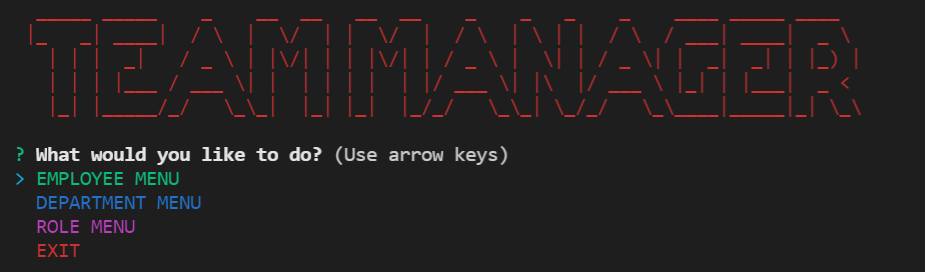 TEAMMANAGER
? What would you like to do? (Use arrow keys)
> EMPLOYEE MENU
DEPARTMENT MENU
ROLE MENU
EXIT